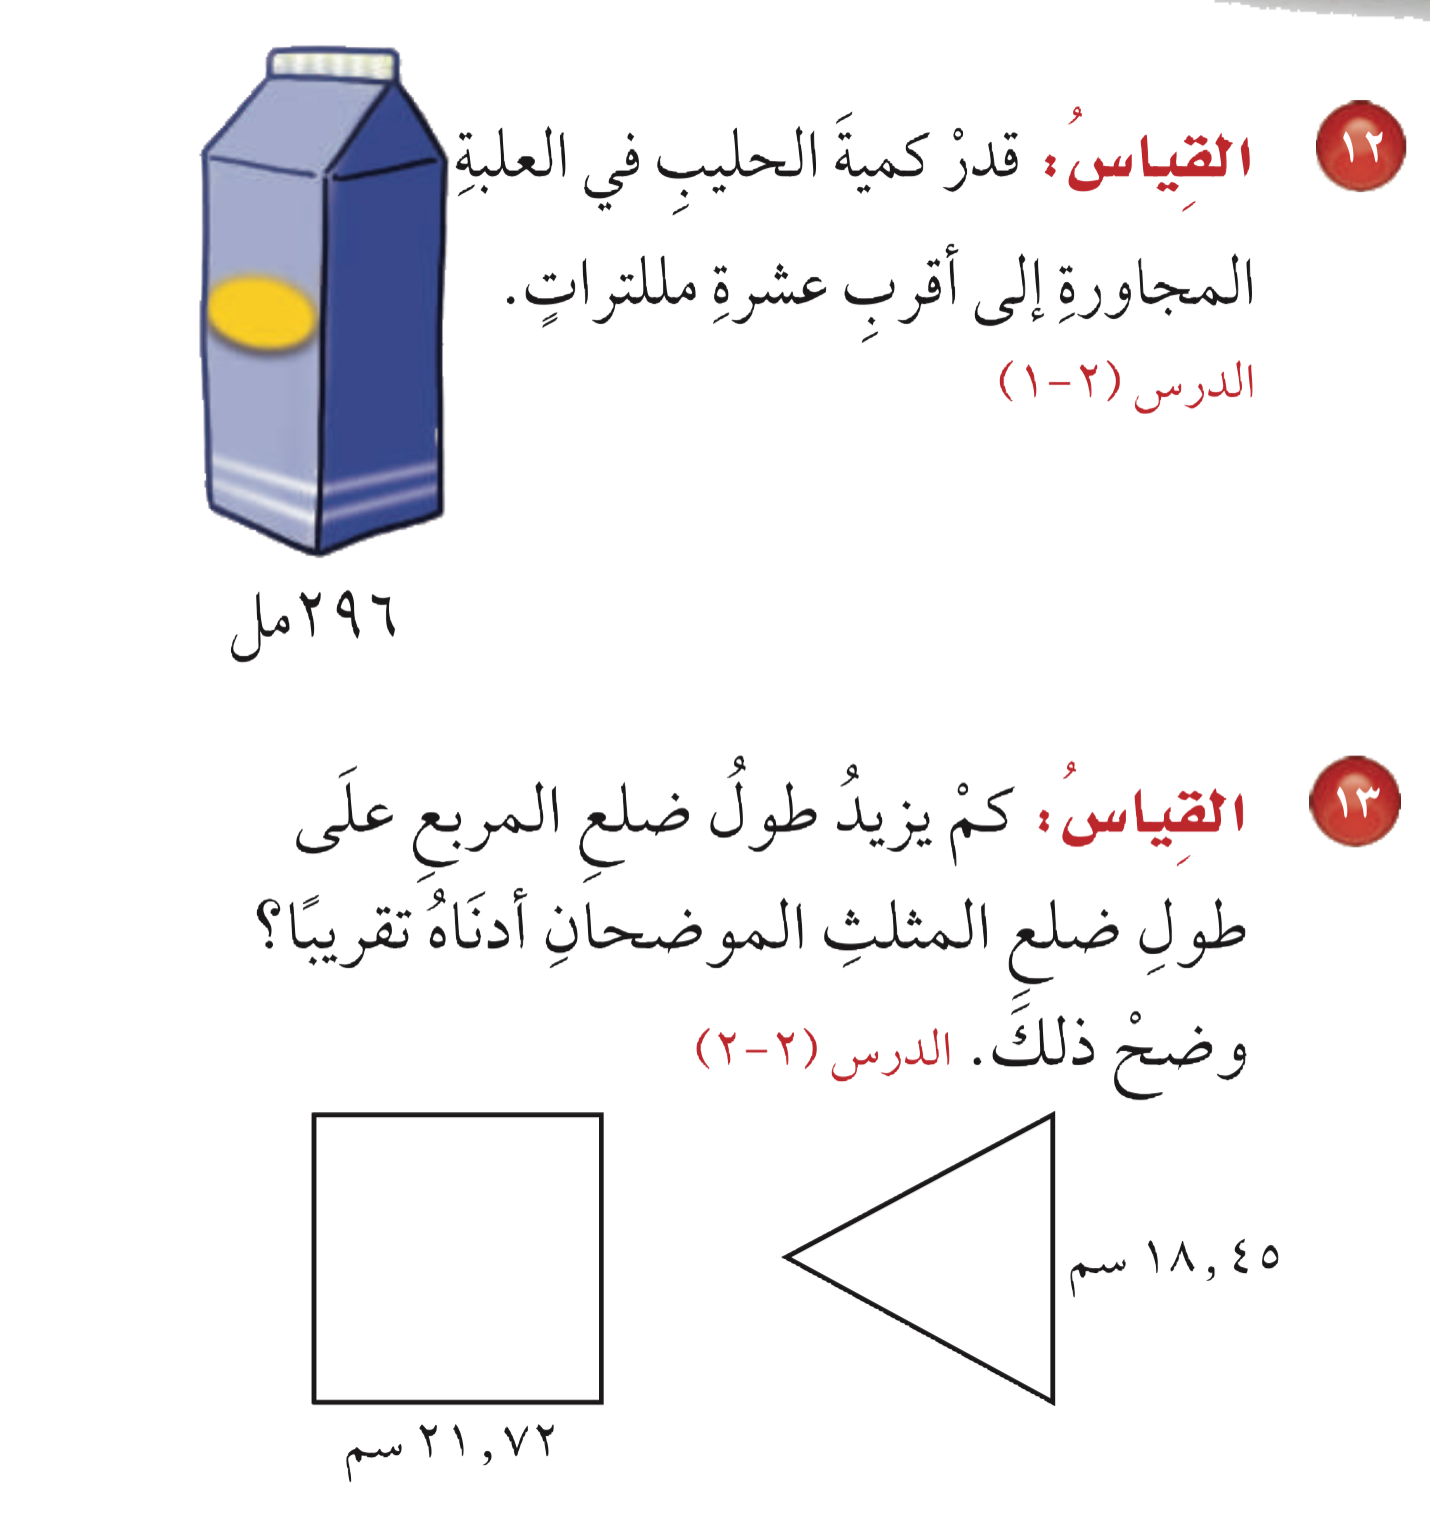 ١٢ القِياسُ: قدرْ كميةَ الحليبِ في العلبةِ
المجاورةِ إلى أقربِ عشرةِ مللتراتٍ.
الدرس (٢-١)
٢٩٦مل
١٣ القِياسُ: كمْ يزيدُ طولُ ضلعِ المربعِ علَى
طولِ ضلعِ المثلثِ الموضحانِ أدنَاهُ تقريبًا؟
وضحْ ذلكَ. الدرس (٢-٢)
١٨,٤٥ سم
٢١,٧٢ سم